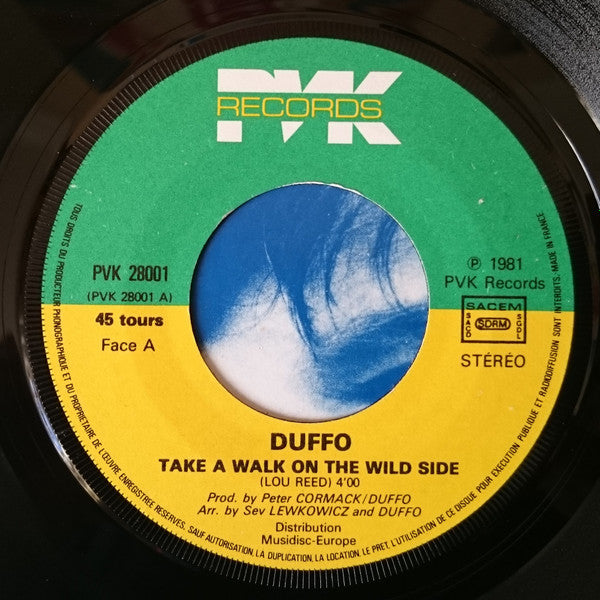 PVK
RECORDS
PVK 28001
(PVK 28001 A)
45 tours
Face A
℗ 1981
PVK Records
SACEM
SACD
SDRM
SGDL
STÉRÉO
DUFFO
TAKE A WALK ON THE WILD SIDE
(LOU REED) 4'00
Prod. by Peter CORMACK/DUFFO
Arr. by Sev LEWKOWICZ and DUFFO
Distribution
Musidisc-Europe
TOUS DROITS DU PRODUCTEUR PHONOGRAPHIQUE ET DU PROPRIETAIRE DE L'ŒUVRE ENREGISTREE RESERVES, SAUF AUTORISATION, LA DUPLICATION, LA LOCATION, LE PRET, L'UTILISATION DE CE DISQUE POUR EXECUTION PUBLIQUE ET RADIODIFFUSION SONT INTERDITS. MADE IN FRANCE